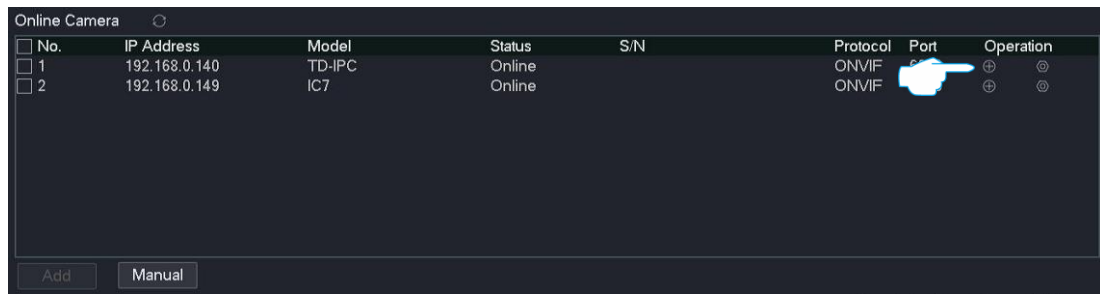 Online Camera
No. IP Address Model Status S/N Protocol Port Operation
1 192.168.0.140 TD-IPC Online ONVIF
2 192.168.0.149 IC7 Online ONVIF
Add Manual